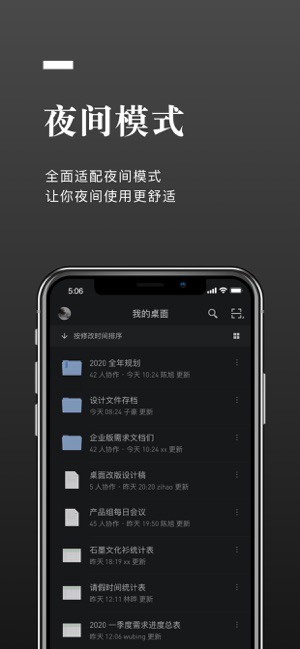 夜间模式
全面适配夜间模式
让你夜间使用更舒适
5:06
我的桌面
按修改时间排序
2020 全年规划
42 人协作 · 今天 10:24 陈旭 更新
设计文件存档
今天 08:24 子堇 更新
企业版需求文档们
42 人协作 · 今天 10:24 xx 更新
桌面改版设计稿
5 人协作 · 昨天 20:20 zihao 更新
产品组每日会议
45 人协作 · 昨天 19:50 陈旭 更新
石墨文化衫统计表
昨天 18:19 xx 更新
请假时间统计表
昨天 12:11 林晔 更新
2020 一季度需求进度总表
昨天 12:06 wubing 更新